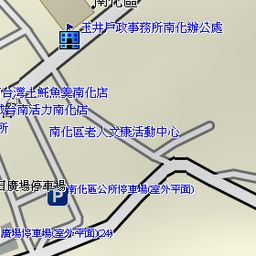 南化區
玉井戶政事務所南化辦公處
台灣土魠魚羹南化店
台南活力南化店
所
南化區老人文康活動中心
廣場停車場
P
南化區公所停車場(室外平面)
廣場停車場(室外平面)(24)